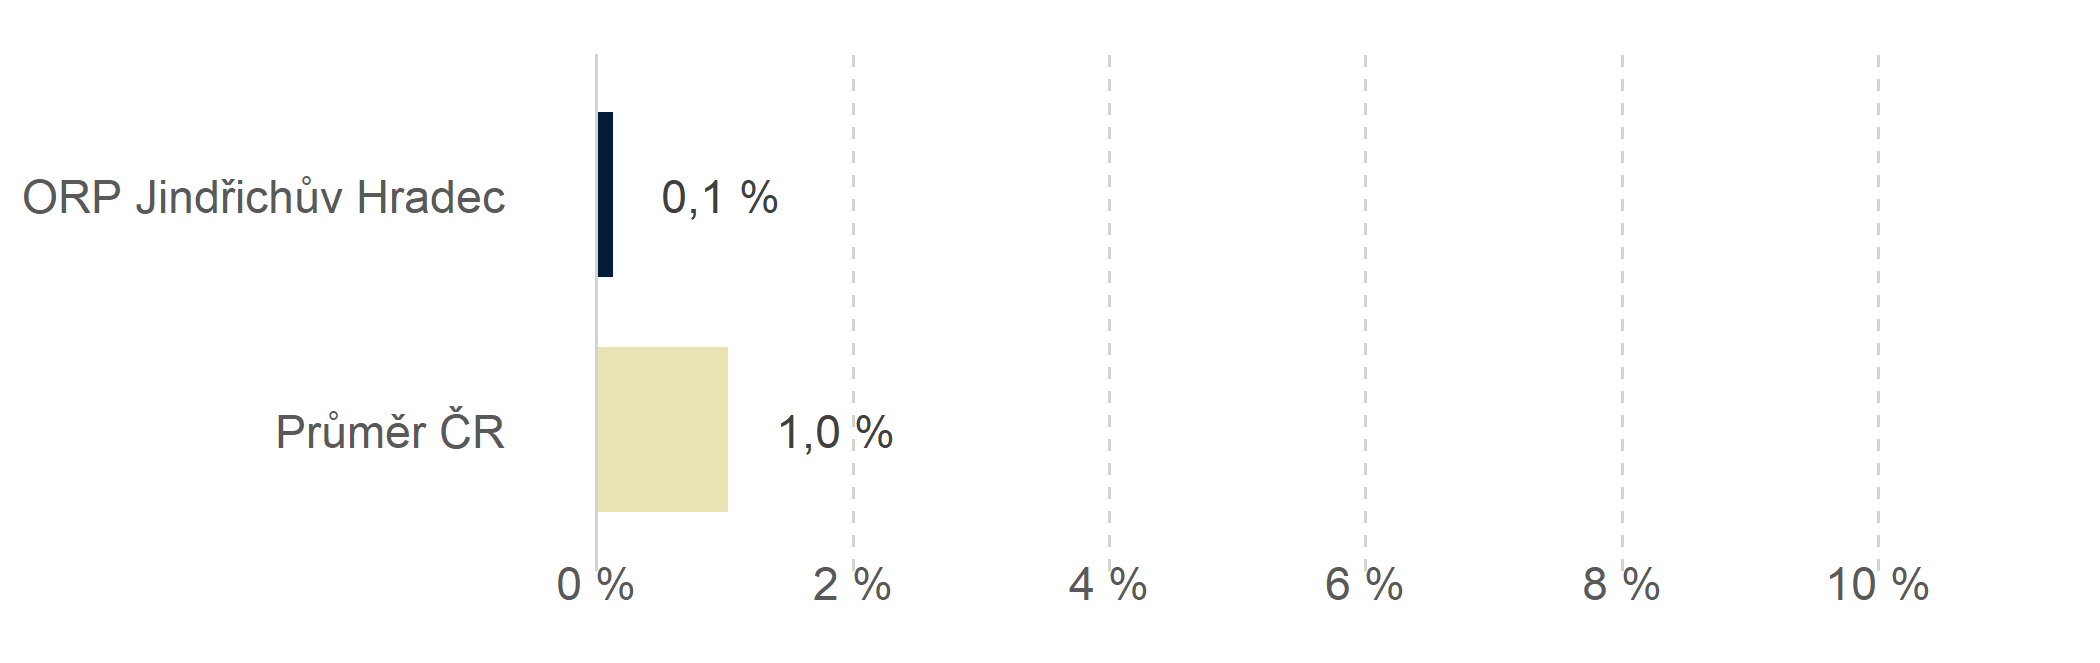 ORP Jindřichův Hradec
0,1 %
Průměr ČR
1,0 %
0 % 2 % 4 % 6 % 8 % 10 %